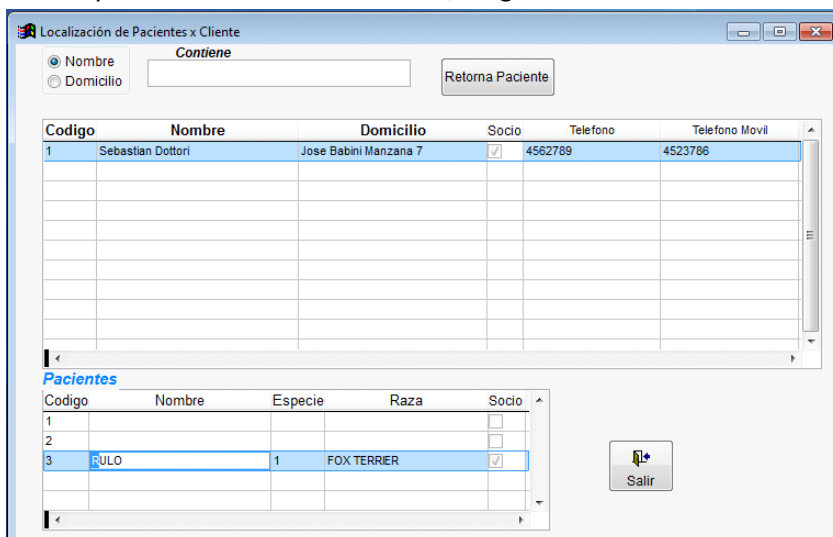 Localización de Pacientes x Cliente
Nombre
Contiene
Domicilio
Retorna Paciente
Codigo Nombre Domicilio Socio Telefono Telefono Movil
1 Sebastian Dottori Jose Babini Manzana 7 4562789 4523786
Pacientes
Codigo Nombre Especie Raza Socio
1
2
3 RULO 1 FOX TERRIER
Salir